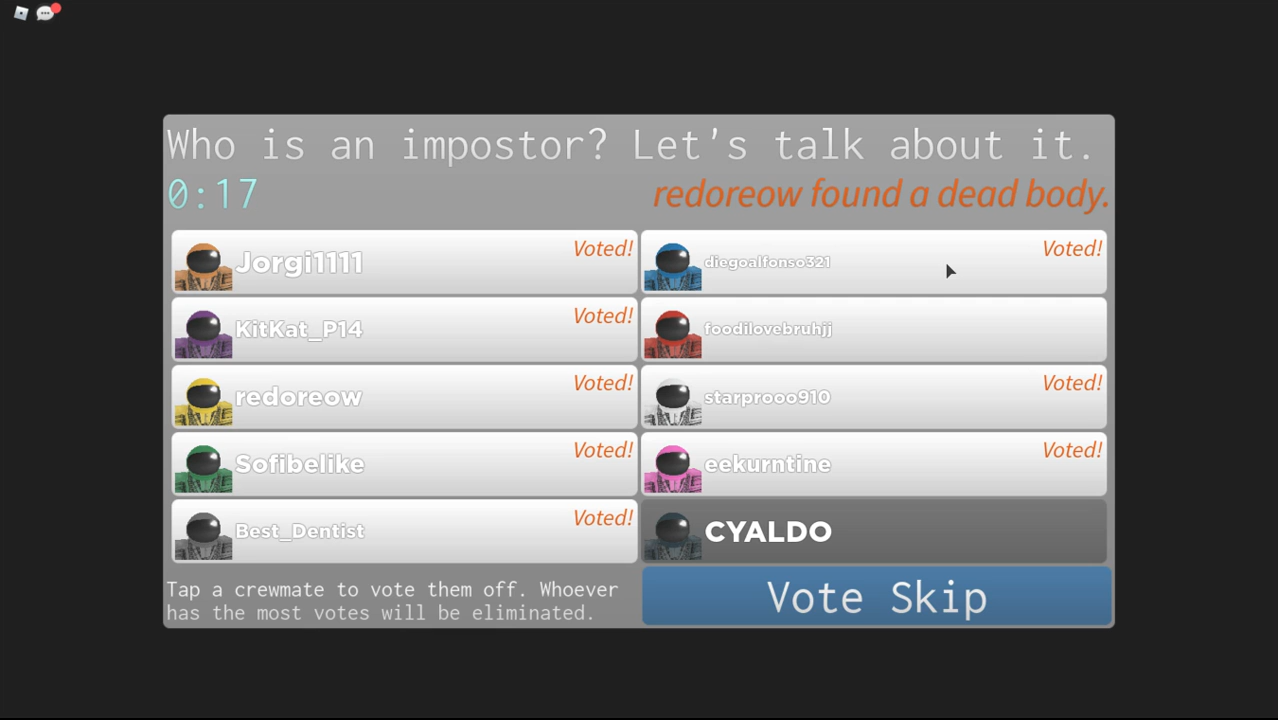 Who is an impostor? Let's talk about it.
0:17
redoreow found a dead body.
Jorgi1111
Voted!
diegoalfonso321
Voted!
KitKat_P14
Voted!
foodilovebruhjj
redoreow
Voted!
starprooo910
Voted!
Sofibelike
Voted!
eekurntine
Voted!
Best_Dentist
Voted!
CYALDO
Tap a crewmate to vote them off. Whoever
has the most votes will be eliminated.
Vote Skip